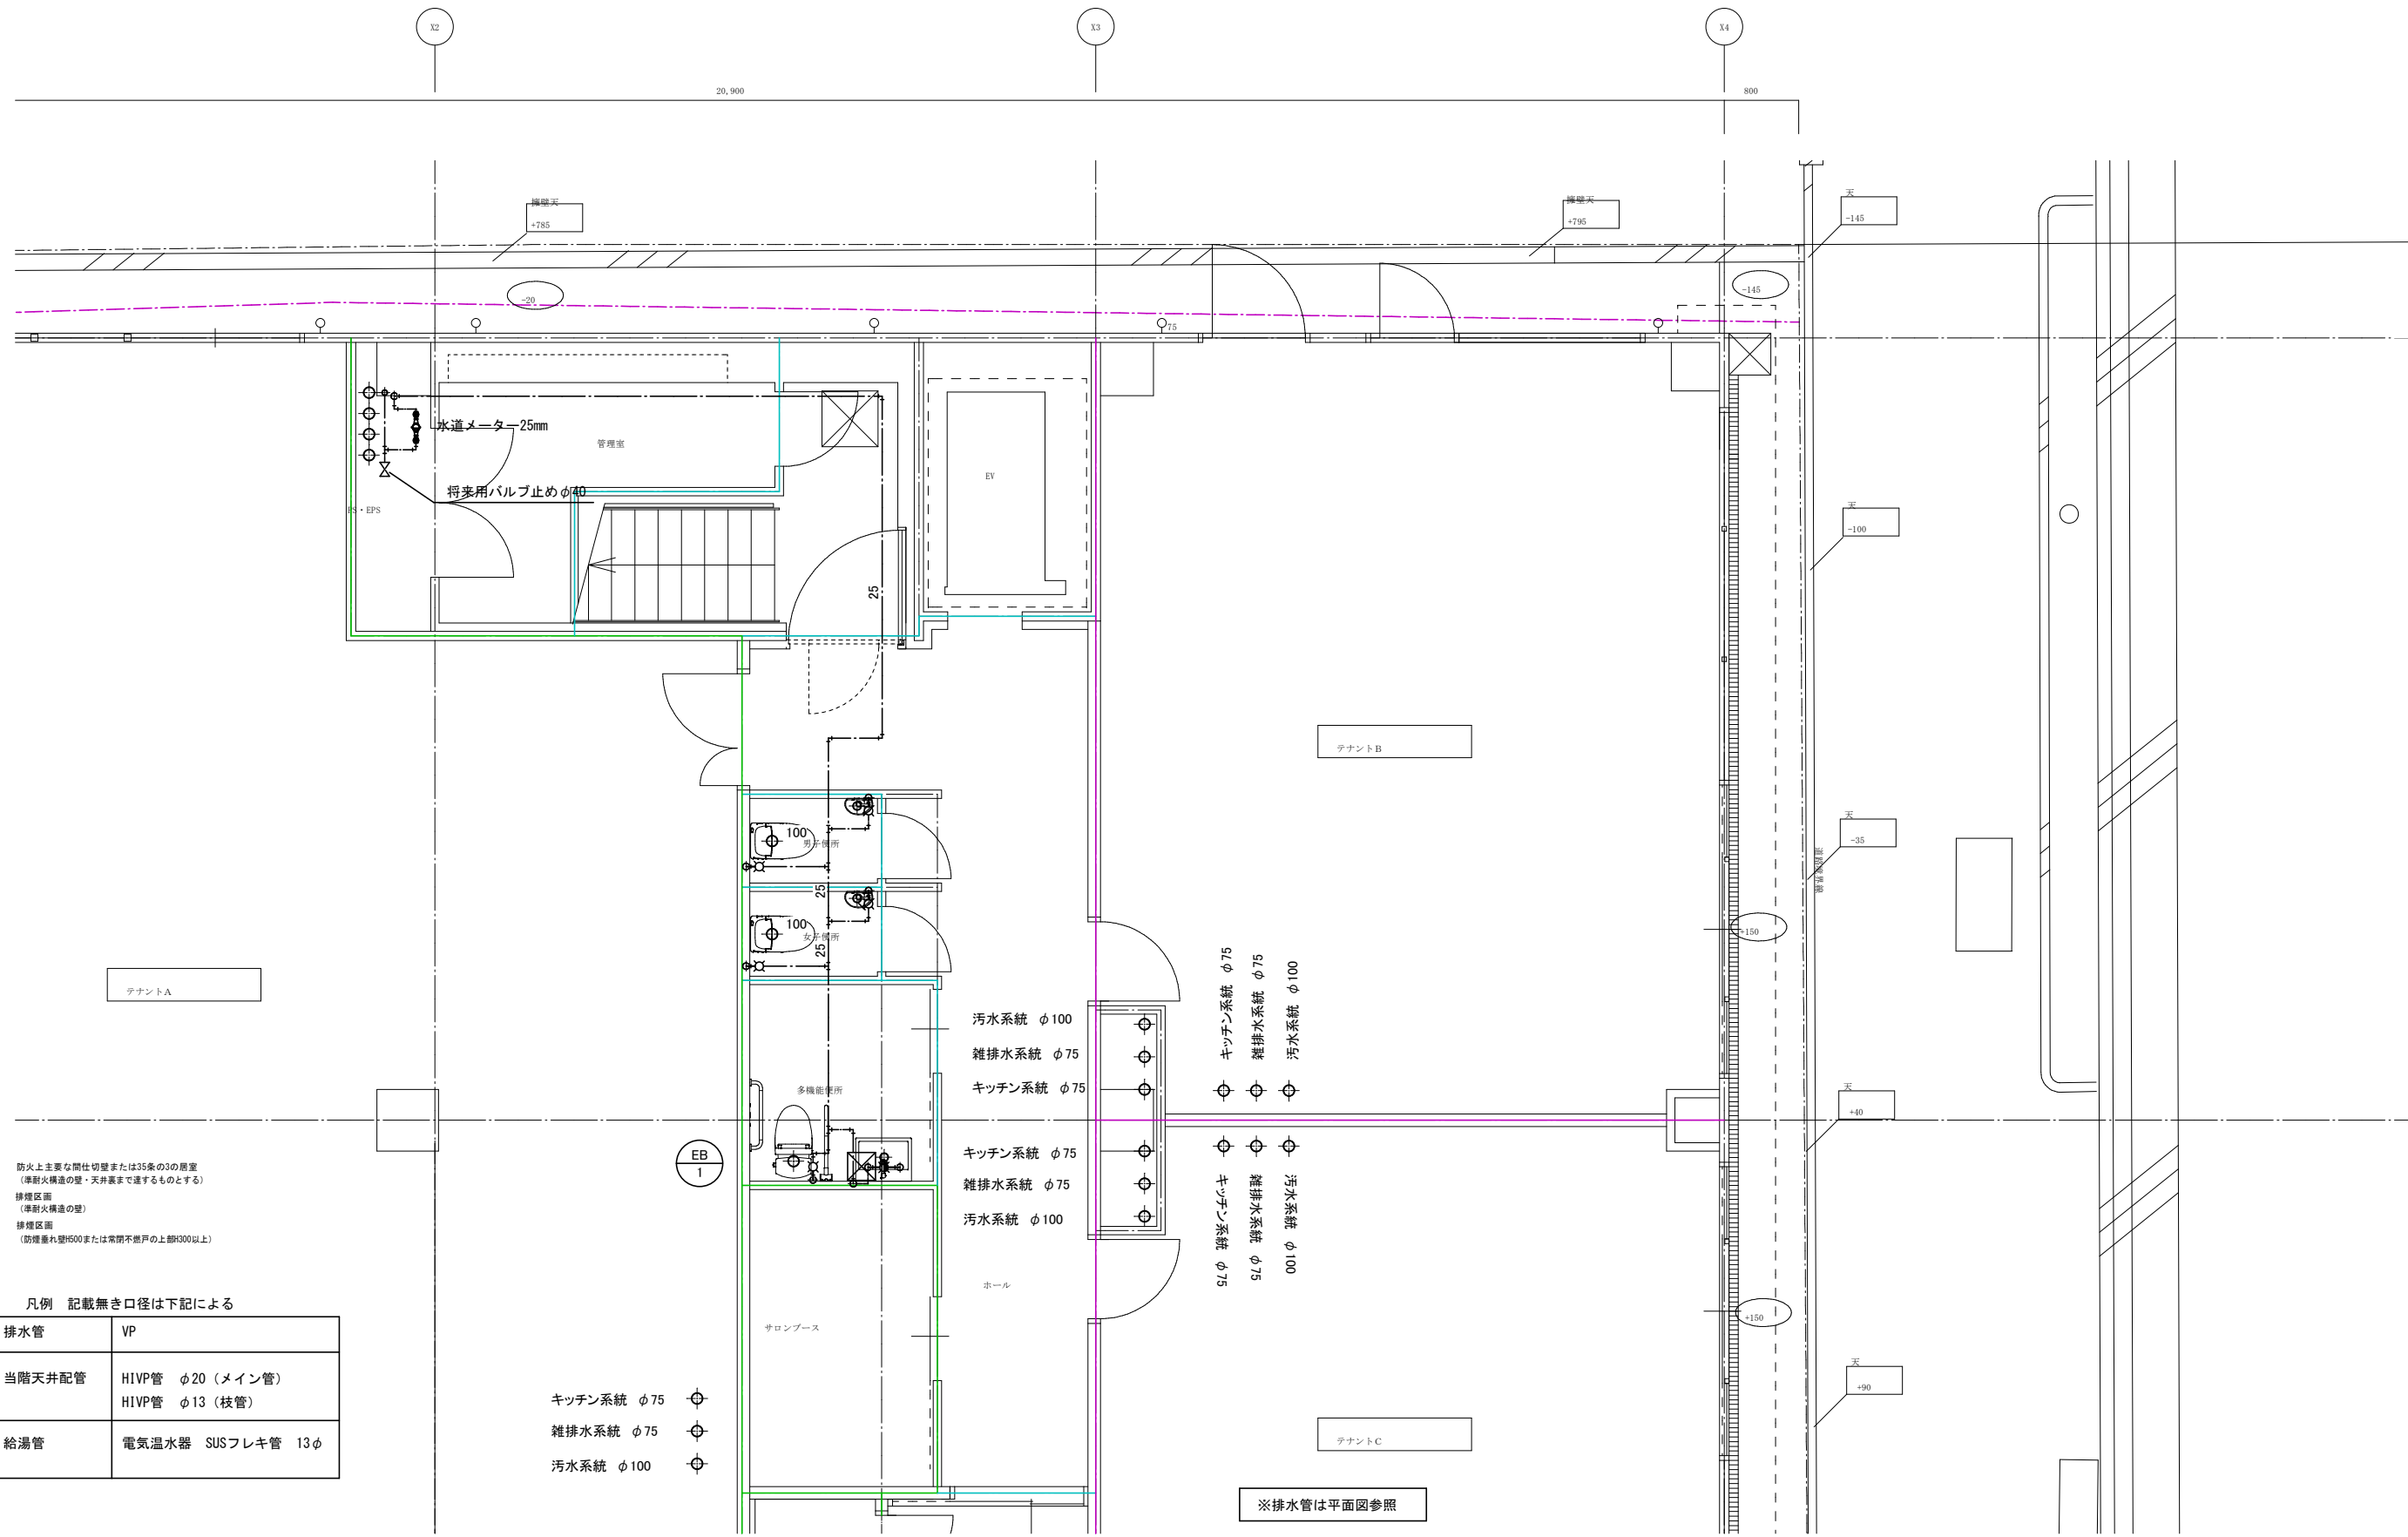 X2
X3
X4
20,900
800
擁壁天
+785
擁壁天
+795
天
-145
-20
-145
75
水道メーター25mm
管理室
将来用バルブ止めφ40
PS・EPS
EV
天
-100
25
テナントB
100
男子便所
25
100
女子便所
25
天
-35
道路境界線
+150
テナントA
汚水系統 φ100
雑排水系統 φ75
キッチン系統 φ75
キッチン系統 φ75
雑排水系統 φ75
汚水系統 φ100
多機能便所
天
+40
EB
1
キッチン系統 φ75
雑排水系統 φ75
汚水系統 φ100
キッチン系統 φ75
雑排水系統 φ75
汚水系統 φ100
防火上主要な間仕切壁または35条の3の居室
(準耐火構造の壁・天井裏まで達するものとする)
排煙区画
(準耐火構造の壁)
排煙区画
(防煙垂れ壁H500または常閉不燃戸の上部H300以上)
ホール
サロンブース
+150
天
+90
凡例 記載無き口径は下記による
排水管 VP
当階天井配管 HIVP管 φ20(メイン管)
HIVP管 φ13(枝管)
給湯管 電気温水器 SUSフレキ管 13φ
キッチン系統 φ75
雑排水系統 φ75
汚水系統 φ100
テナントC
※排水管は平面図参照